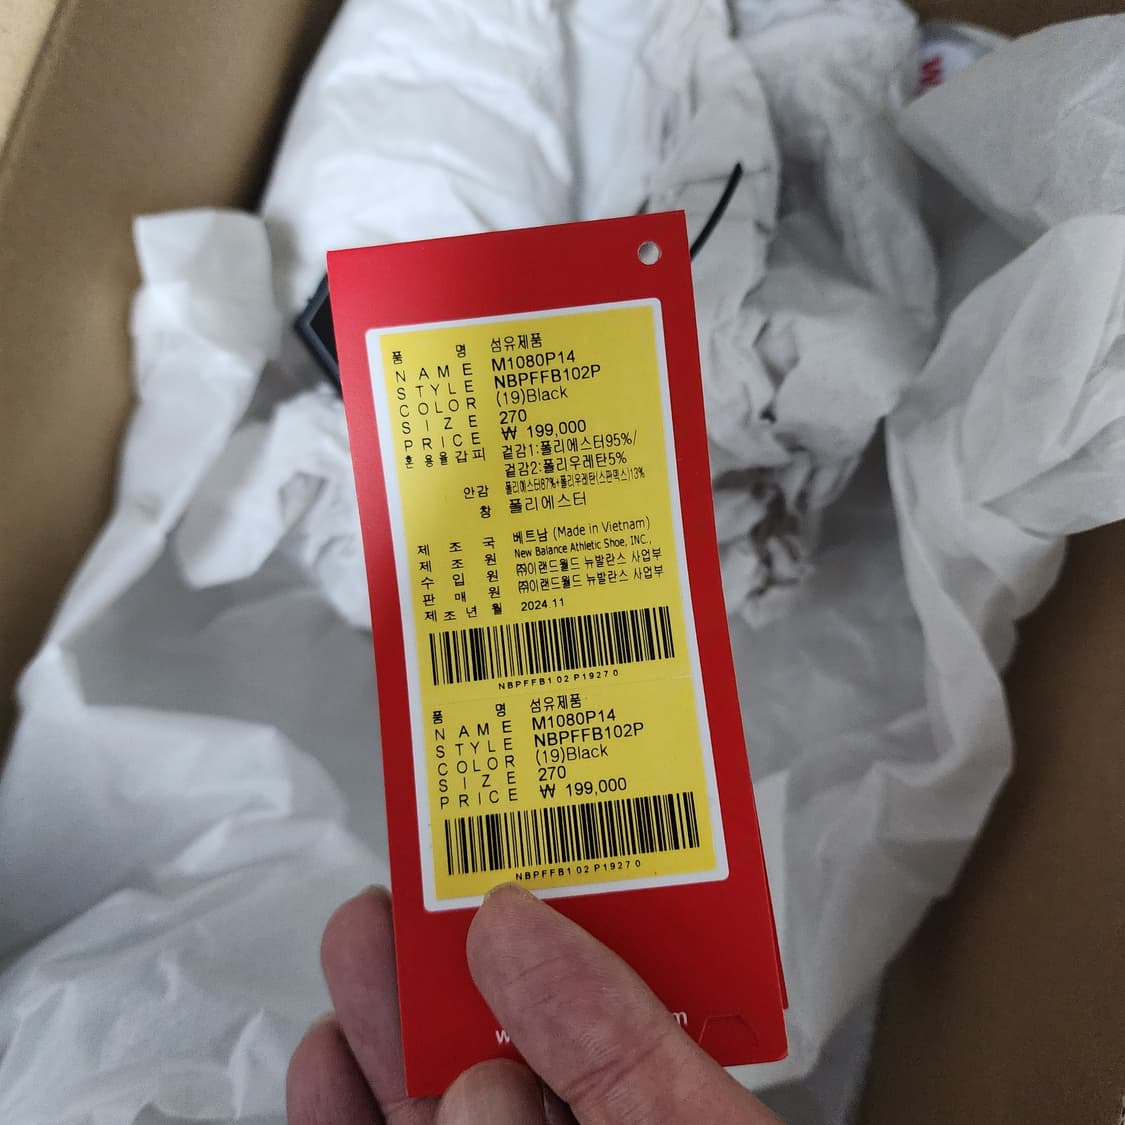 품 명 섬유제품
NAME M1080P14
STYLE NBPFFB102P
COLOR (19)Black
SIZE 270
PRICE ₩ 199,000
혼용율갑피 겉감1:폴리에스터95%/
겉감2:폴리우레탄5%
안감 폴리에스터87%+폴리우레탄(스판덱스)13%
창 폴리에스터
제 조 국 베트남 (Made in Vietnam)
제 조 원 New Balance Athletic Shoe, INC.,
수 입 원 ㈜이랜드월드 뉴발란스 사업부
판 매 원 ㈜이랜드월드 뉴발란스 사업부
제 조 년 월 2024.11
NBPFFB102P19270
품 명 섬유제품
NAME M1080P14
STYLE NBPFFB102P
COLOR (19)Black
SIZE 270
PRICE ₩ 199,000
NBPFFB102P19270